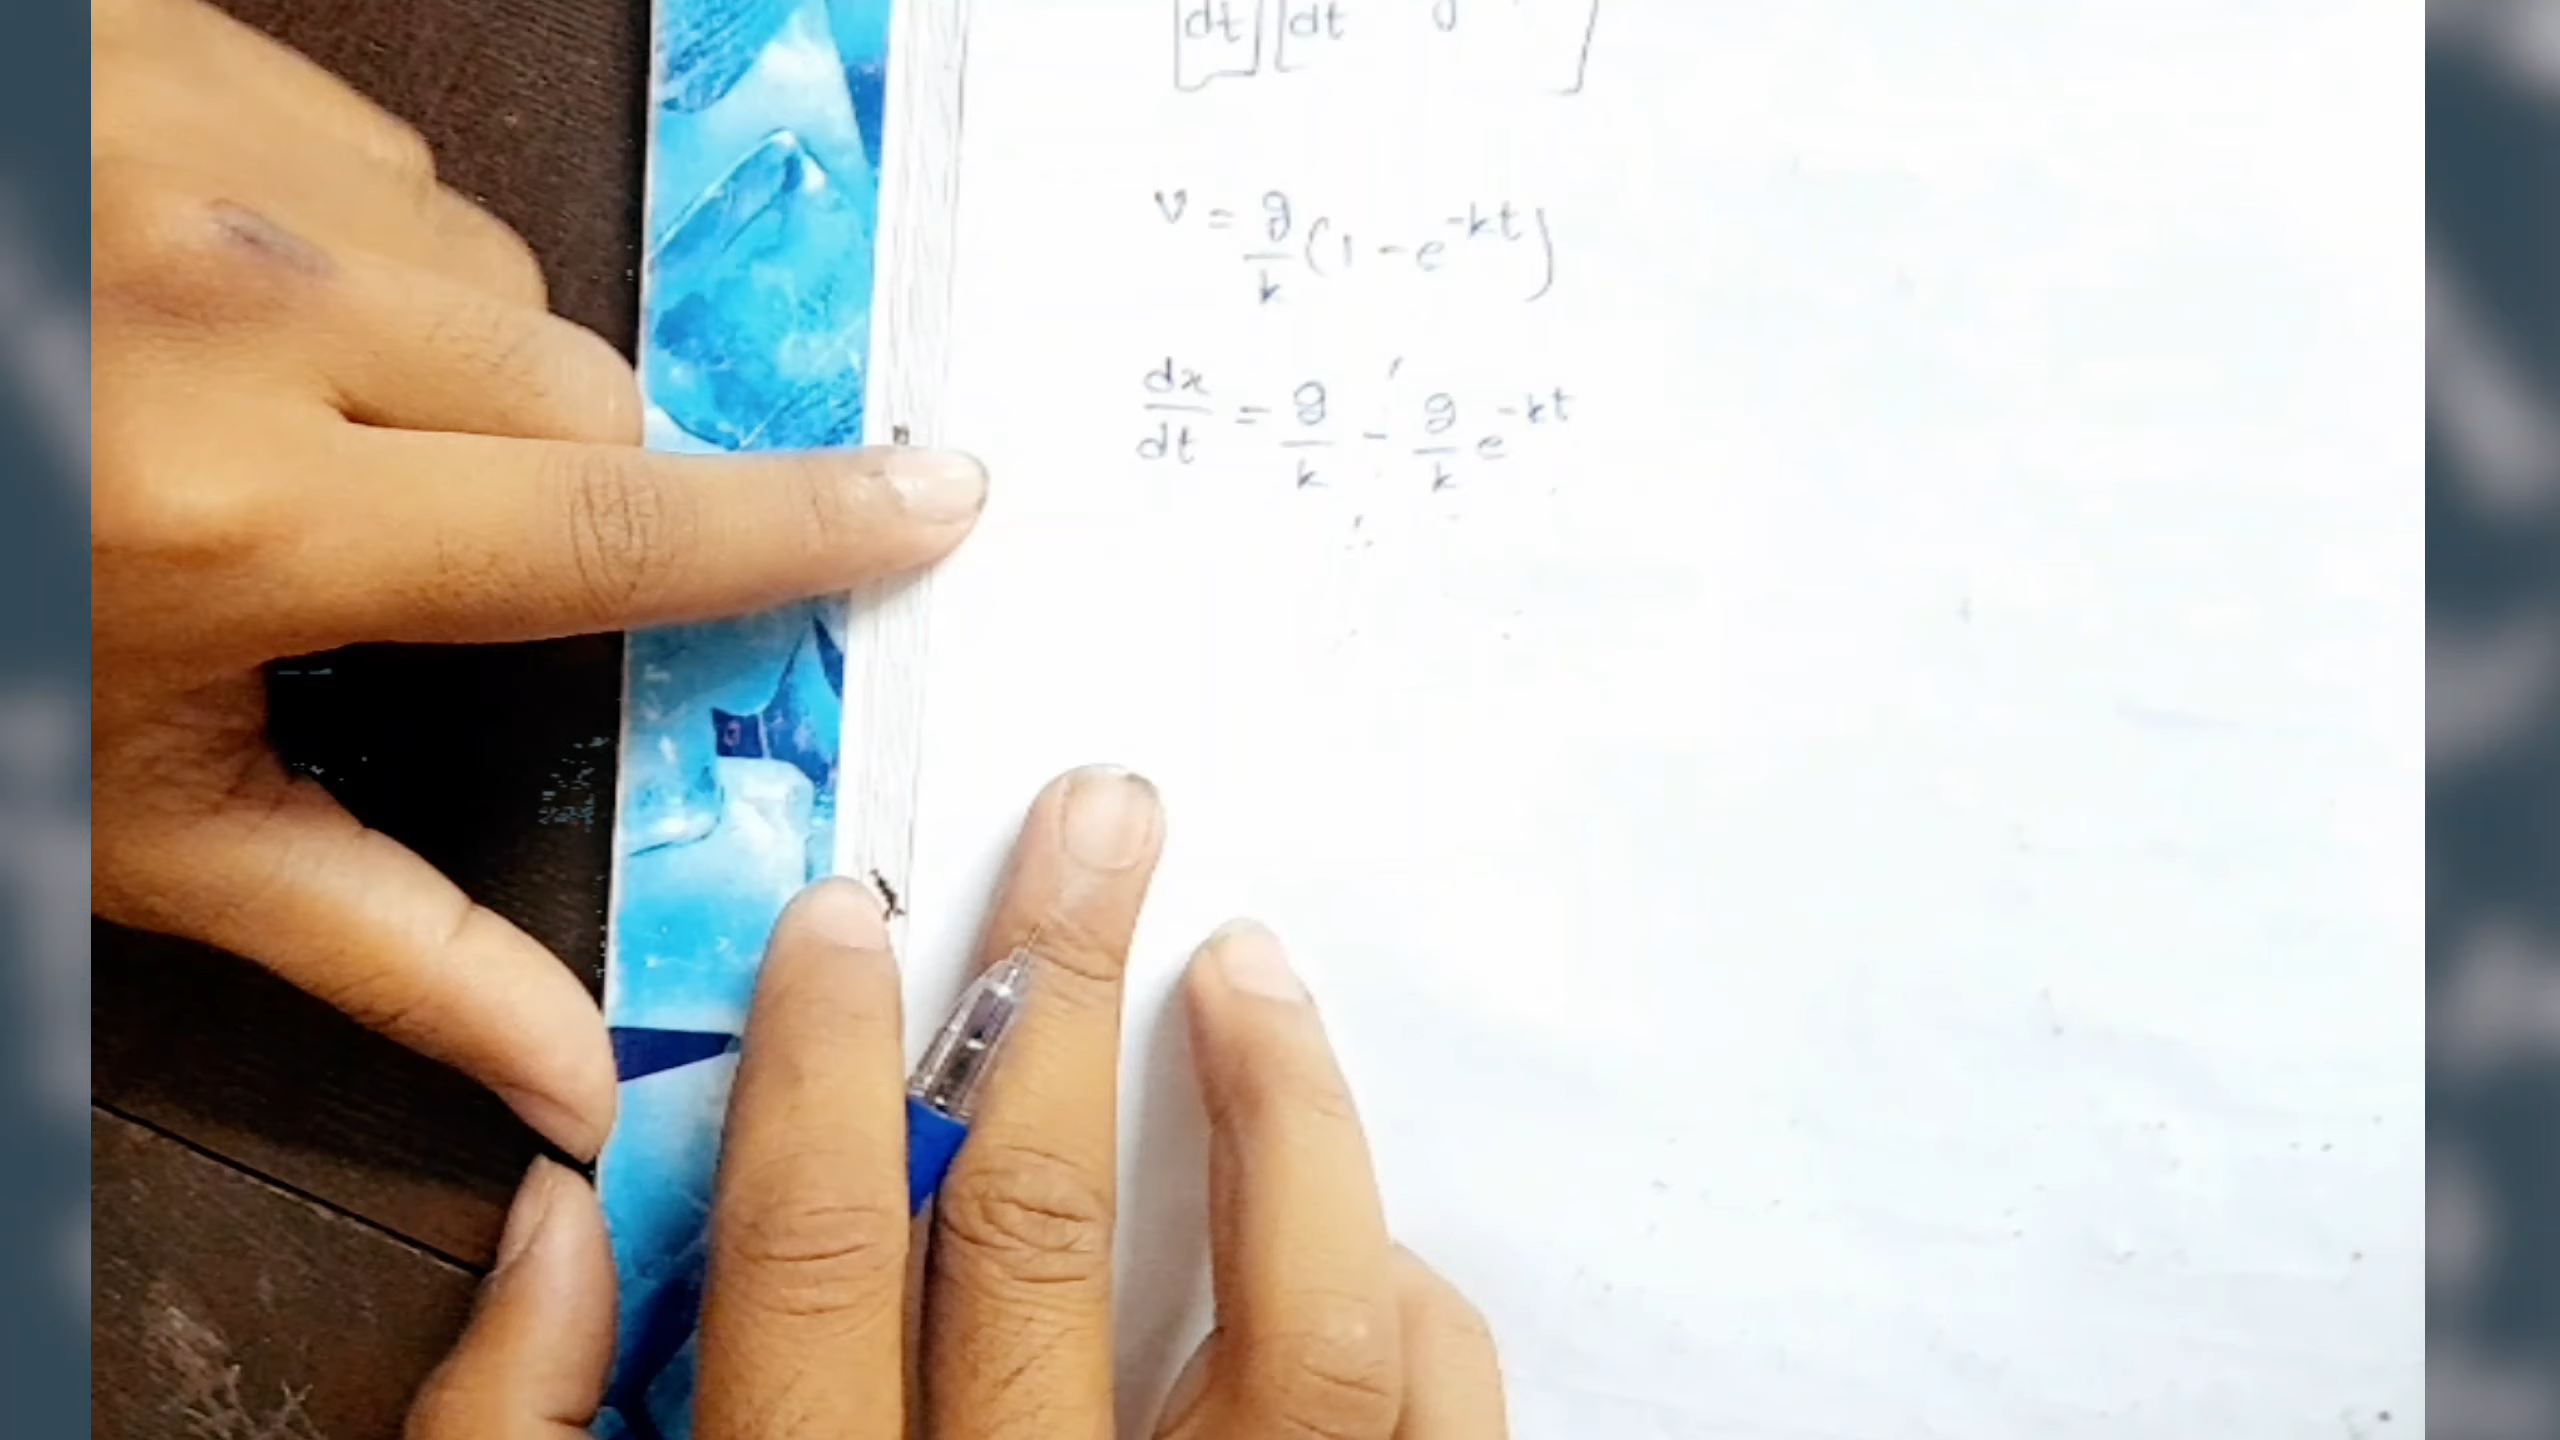 [dt] [dt g ]
v = g/k (1 - e^-kt)
dx/dt = g/k - g/k e^-kt